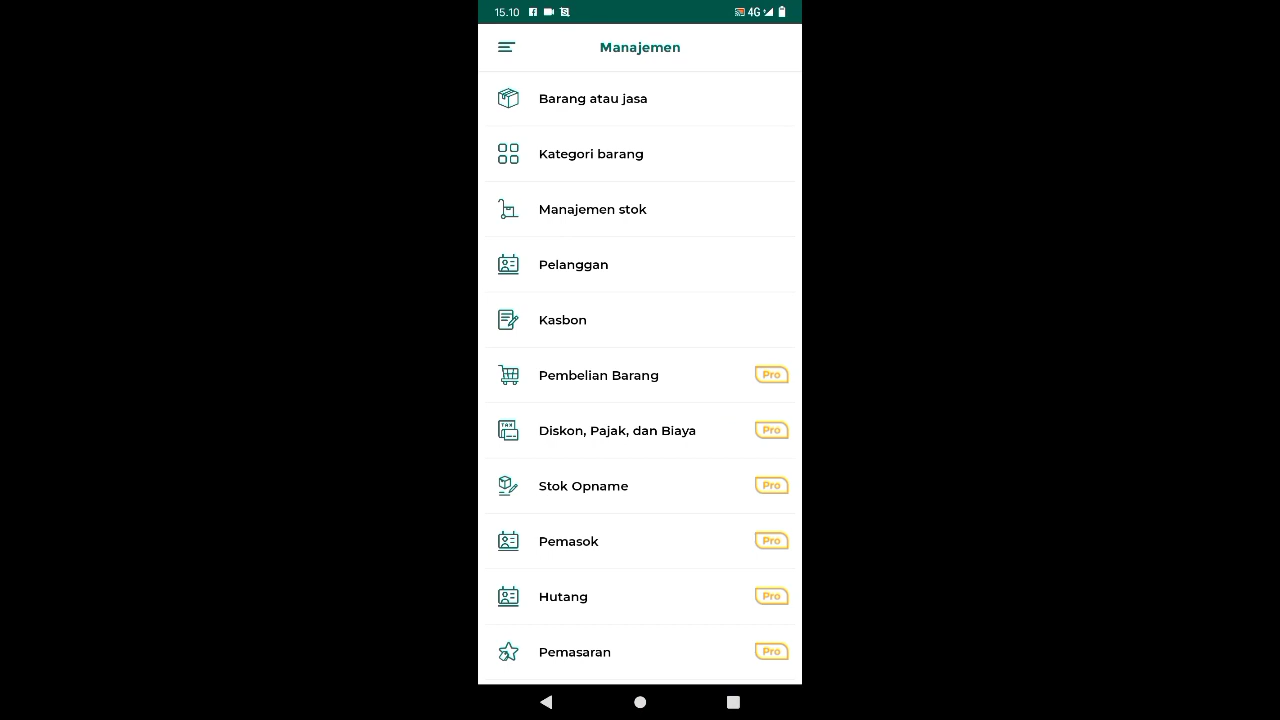 15.10 4G
Manajemen
Barang atau jasa
Kategori barang
Manajemen stok
Pelanggan
Kasbon
Pembelian Barang Pro
Diskon, Pajak, dan Biaya Pro
Stok Opname Pro
Pemasok Pro
Hutang Pro
Pemasaran Pro